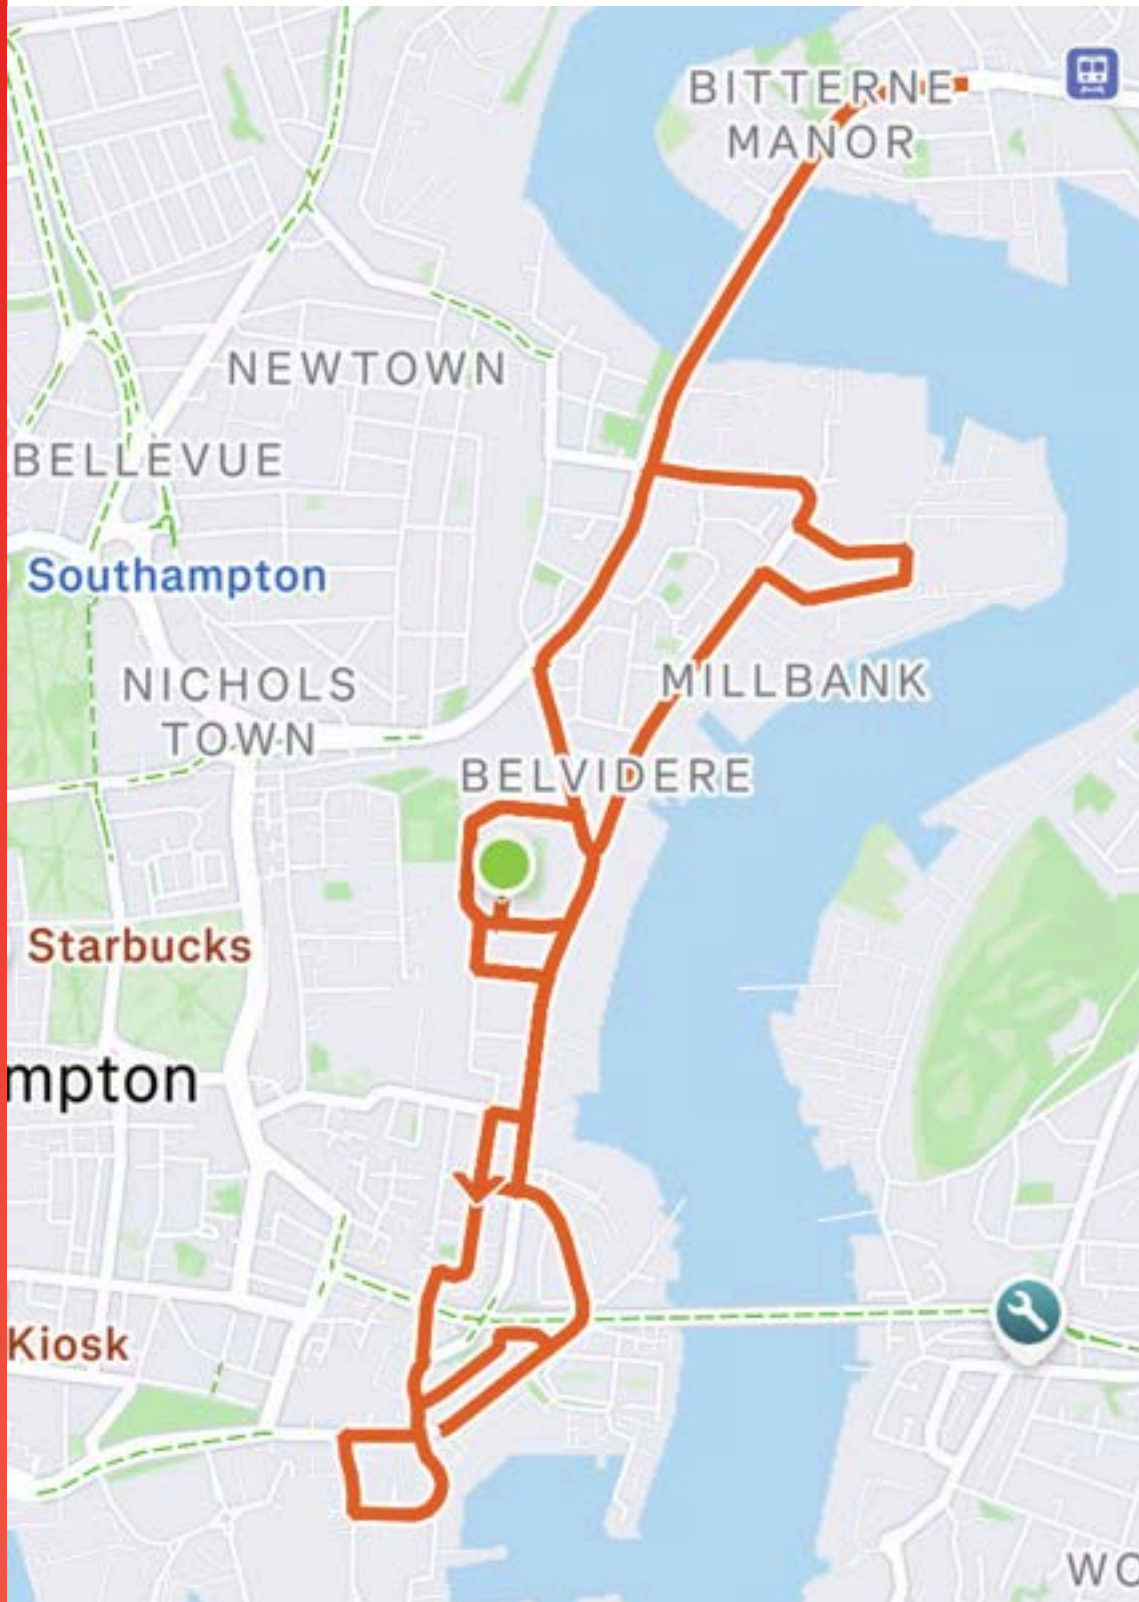 BITTERNE
MANOR
NEWTOWN
BELLEVUE
Southampton
NICHOLS
TOWN
MILLBANK
BELVIDERE
Starbucks
mpton
Kiosk
WO